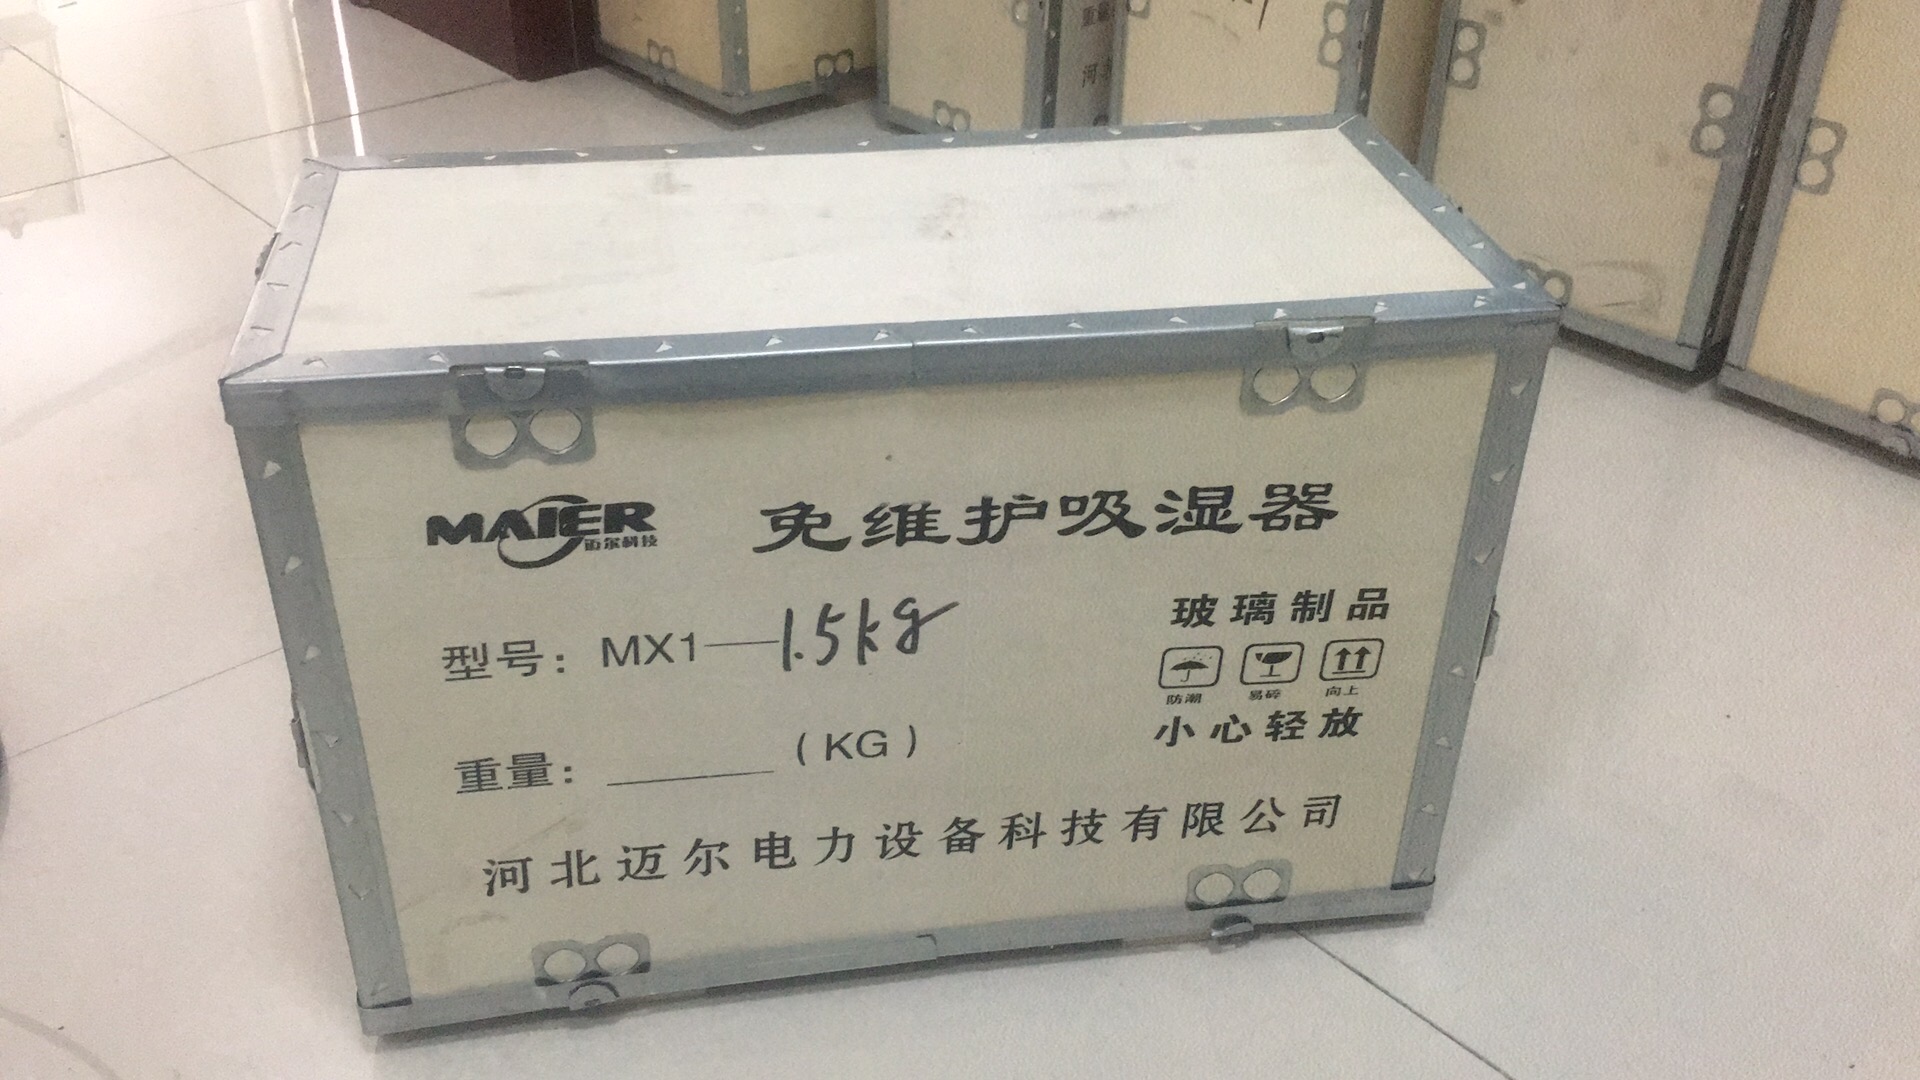 MAIER
迈尔科技
免维护吸湿器
型号：MX1—1.5kg
重量：______（KG）
玻璃制品
防潮 易碎 向上
小心轻放
河北迈尔电力设备科技有限公司